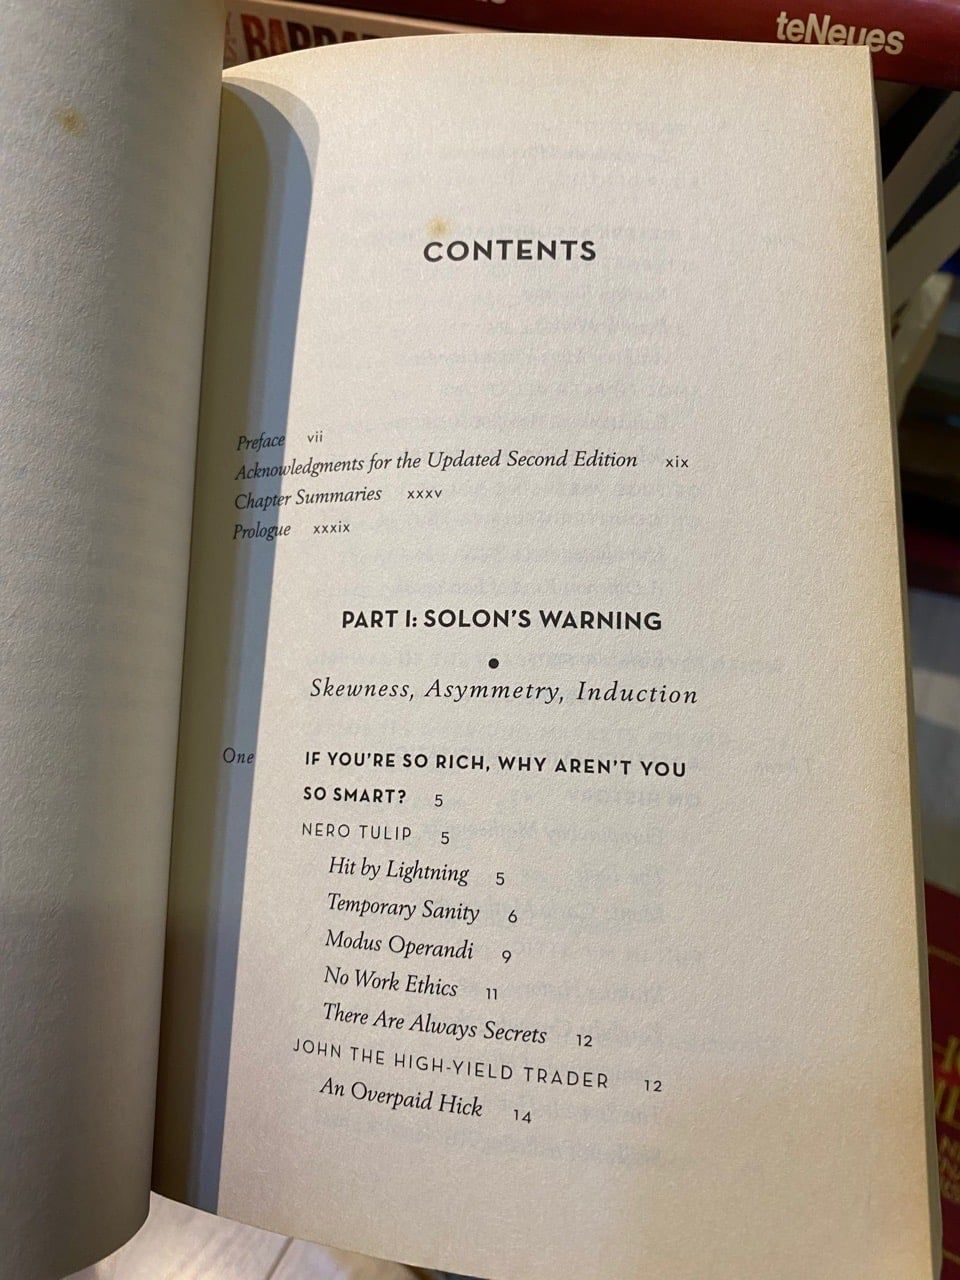 teNeues
CONTENTS
Preface vii
Acknowledgments for the Updated Second Edition xix
Chapter Summaries xxxv
Prologue xxxix
PART I: SOLON'S WARNING
•
Skewness, Asymmetry, Induction
One IF YOU'RE SO RICH, WHY AREN'T YOU
SO SMART? 5
NERO TULIP 5
Hit by Lightning 5
Temporary Sanity 6
Modus Operandi 9
No Work Ethics 11
There Are Always Secrets 12
JOHN THE HIGH-YIELD TRADER 12
An Overpaid Hick 14